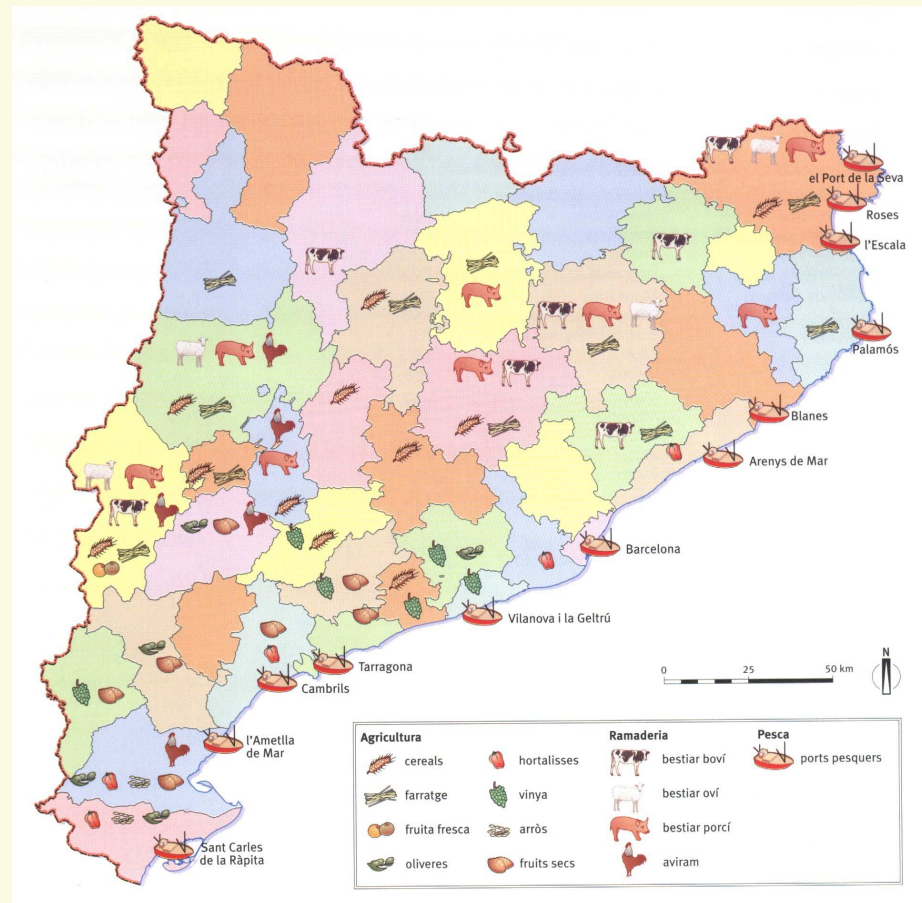 el Port de la Seva
Roses
l'Escala
Palamós
Blanes
Arenys de Mar
Barcelona
Vilanova i la Geltrú
Tarragona
Cambrils
l'Ametlla
de Mar
Sant Carles
de la Ràpita
N
0 25 50 km
Agricultura
cereals
farratge
fruita fresca
oliveres
hortalisses
vinya
arròs
fruits secs
Ramaderia
bestiar boví
bestiar oví
bestiar porcí
aviram
Pesca
ports pesquers